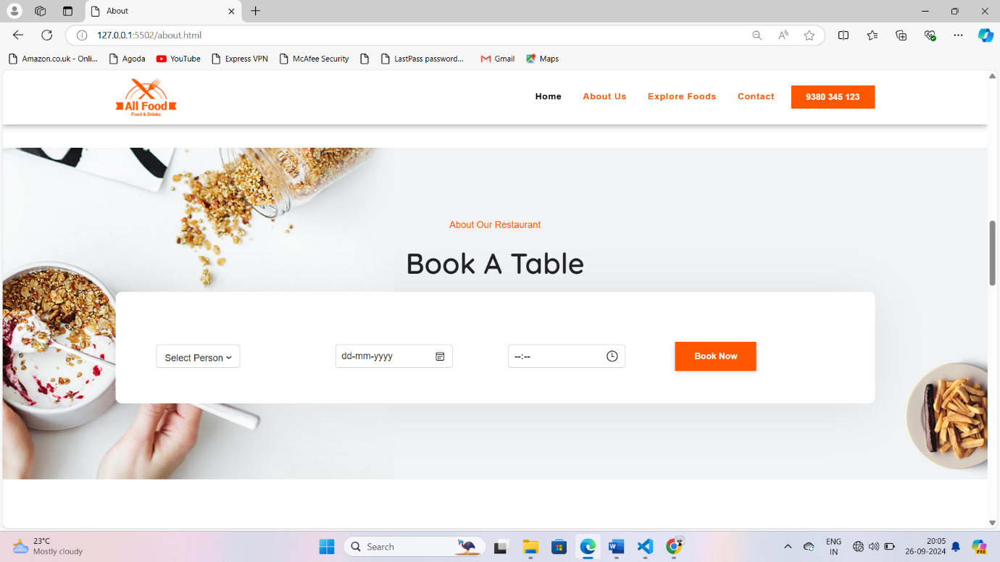 About
127.0.0.1:5502/about.html
Amazon.co.uk - Onli... Agoda YouTube Express VPN McAfee Security LastPass password... Gmail Maps
All Food
Food & Drinks
Home About Us Explore Foods Contact 9380 345 123
About Our Restaurant
Book A Table
Select Person dd-mm-yyyy --:-- Book Now
23°C
Mostly cloudy
Search
ENG
IN
20:05
26-09-2024
PRE